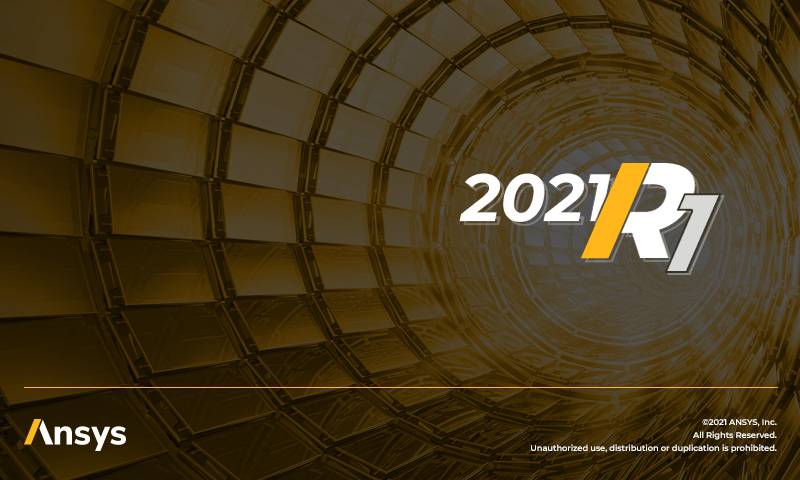 2021 R1
Ansys
©2021 ANSYS, Inc.
All Rights Reserved.
Unauthorized use, distribution or duplication is prohibited.